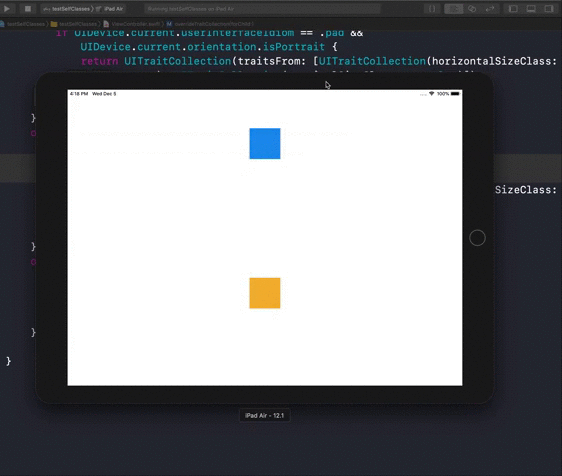 testSelfClasses iPad Air Running testSelfClasses on iPad Air
testSelfClasses testSelfClasses ViewController.swift
if UIDevice.current.userInterfaceIdiom == .pad &&
UIDevice.current.orientation.isPortrait {
return UITraitCollection(traitsFrom: [UITraitCollection(horizontalSizeClass:
4:18 PM Wed Dec 5 100%
}
SizeClass:
}
}
}
iPad Air - 12.1